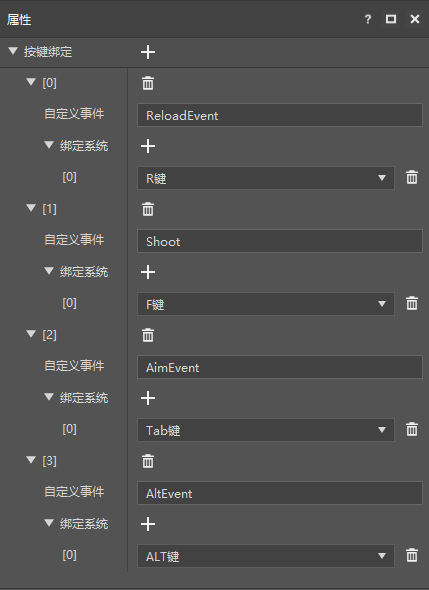 属性 ?
按键绑定
[0]
自定义事件 ReloadEvent
绑定系统
[0] R键
[1]
自定义事件 Shoot
绑定系统
[0] F键
[2]
自定义事件 AimEvent
绑定系统
[0] Tab键
[3]
自定义事件 AltEvent
绑定系统
[0] ALT键